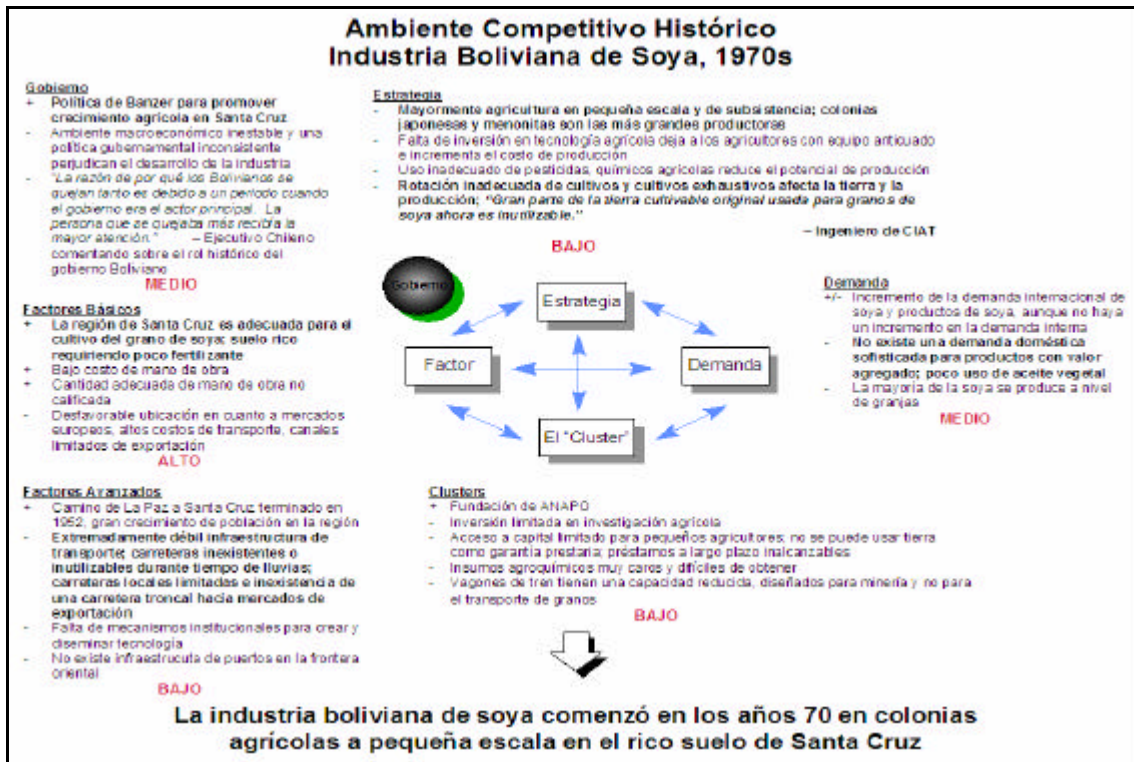 Ambiente Competitivo Histórico
Industria Boliviana de Soya, 1970s
Gobierno
+ Política de Banzer para promover
crecimiento agrícola en Santa Cruz
- Ambiente macroeconómico inestable y una
política gubernamental inconsistente
perjudican el desarrollo de la industria
- "La razón de por qué los Bolivianos se
quejan tanto es debido a un periodo cuando
el gobierno era el actor principal. La
persona que se quejaba más recibía la
mayor atención." – Ejecutivo Chileno
comentando sobre el rol histórico del
gobierno Boliviano
MEDIO
Estrategia
- Mayormente agricultura en pequeña escala y de subsistencia; colonias
japonesas y menonitas son las más grandes productoras
- Falta de inversión en tecnología agrícola deja a los agricultores con equipo anticuado
e incrementa el costo de producción
- Uso inadecuado de pesticidas, químicos agrícolas reduce el potencial de producción
- Rotación inadecuada de cultivos y cultivos exhaustivos afecta la tierra y la
producción; "Gran parte de la tierra cultivable original usada para granos de
soya ahora es inutilizable."
– Ingeniero de CIAT
BAJO
Factores Básicos
+ La región de Santa Cruz es adecuada para el
cultivo del grano de soya; suelo rico
requiriendo poco fertilizante
+ Bajo costo de mano de obra
+ Cantidad adecuada de mano de obra no
calificada
- Desfavorable ubicación en cuanto a mercados
europeos, altos costos de transporte, canales
limitados de exportación
ALTO
Gobierno
Estrategia
Factor
Demanda
El "Cluster"
Demanda
+/- Incremento de la demanda internacional de
soya y productos de soya, aunque no haya
un incremento en la demanda interna
- No existe una demanda doméstica
sofisticada para productos con valor
agregado; poco uso de aceite vegetal
- La mayoría de la soya se produce a nivel
de granjas
MEDIO
Factores Avanzados
+ Camino de La Paz a Santa Cruz terminado en
1952, gran crecimiento de población en la región
- Extremadamente débil infraestructura de
transporte; carreteras inexistentes o
inutilizables durante tiempo de lluvias;
carreteras locales limitadas e inexistencia de
una carretera troncal hacia mercados de
exportación
- Falta de mecanismos institucionales para crear y
diseminar tecnología
- No existe infraestrucuta de puertos en la frontera
oriental
BAJO
Clusters
+ Fundación de ANAPO
- Inversión limitada en investigación agrícola
- Acceso a capital limitado para pequeños agricultores; no se puede usar tierra
como garantía prestaria; préstamos a largo plazo inalcanzables
- Insumos agroquímicos muy caros y difíciles de obtener
- Vagones de tren tienen una capacidad reducida, diseñados para minería y no para
el transporte de granos
BAJO
La industria boliviana de soya comenzó en los años 70 en colonias
agrícolas a pequeña escala en el rico suelo de Santa Cruz